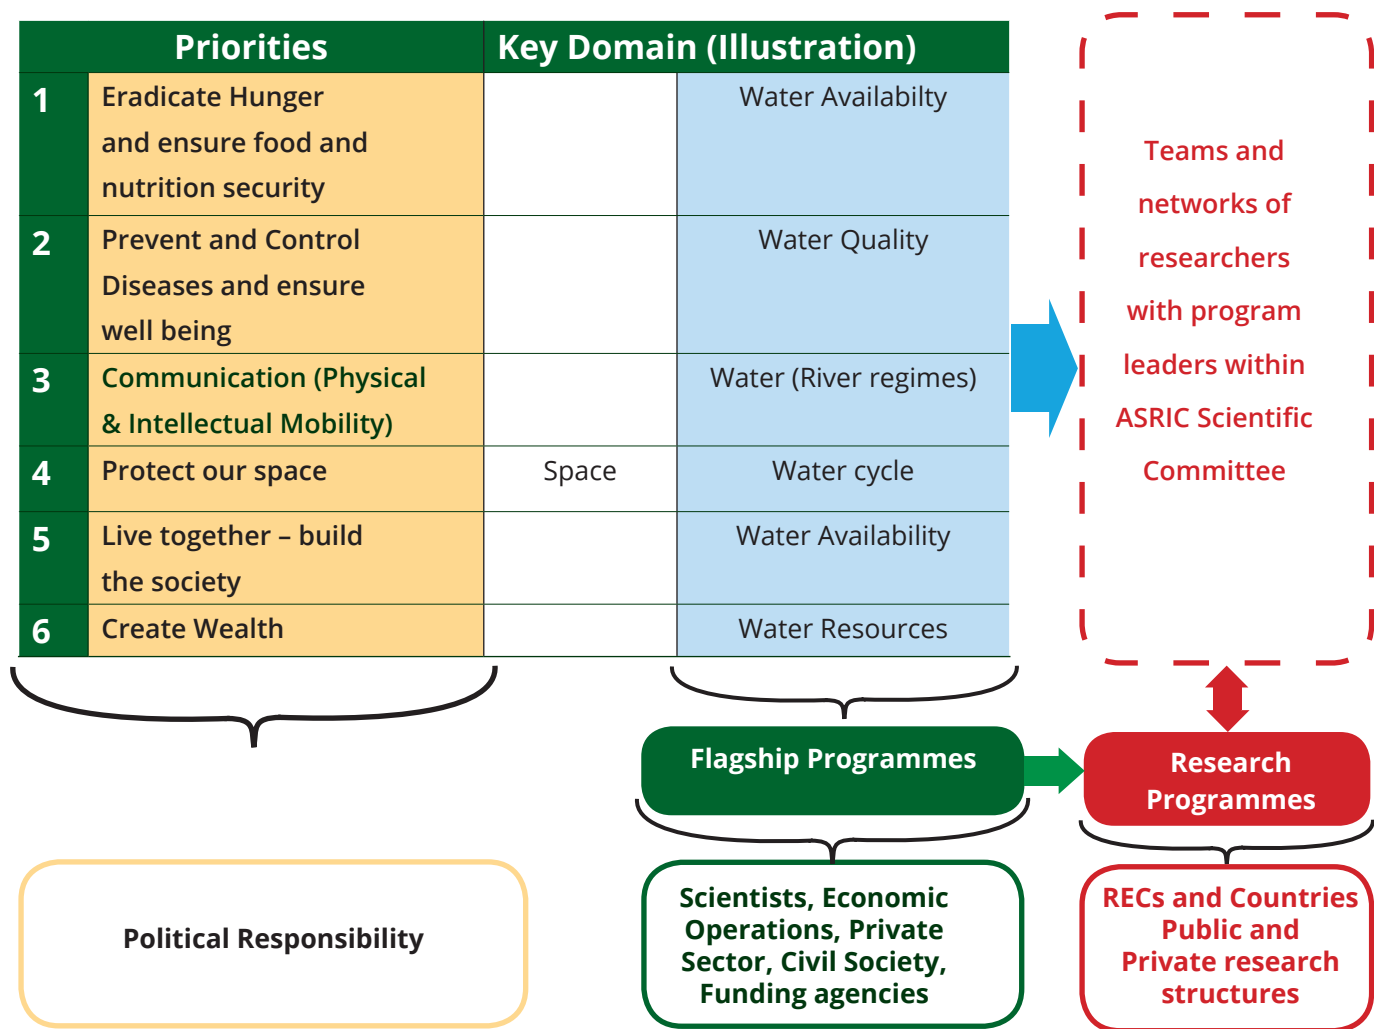 Priorities
Key Domain (Illustration)
1
Eradicate Hunger
and ensure food and
nutrition security
Water Availabilty
2
Prevent and Control
Diseases and ensure
well being
Water Quality
3
Communication (Physical
& Intellectual Mobility)
Water (River regimes)
4
Protect our space
Space
Water cycle
5
Live together – build
the society
Water Availability
6
Create Wealth
Water Resources
Teams and
networks of
researchers
with program
leaders within
ASRIC Scientific
Committee
Flagship Programmes
Research
Programmes
Political Responsibility
Scientists, Economic
Operations, Private
Sector, Civil Society,
Funding agencies
RECs and Countries
Public and
Private research
structures